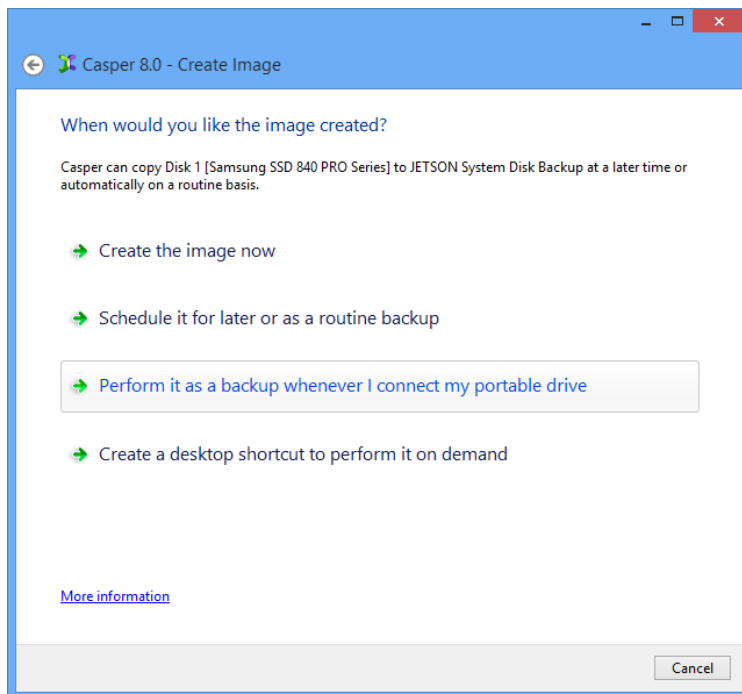 Casper 8.0 - Create Image
When would you like the image created?
Casper can copy Disk 1 [Samsung SSD 840 PRO Series] to JETSON System Disk Backup at a later time or
automatically on a routine basis.
Create the image now
Schedule it for later or as a routine backup
Perform it as a backup whenever I connect my portable drive
Create a desktop shortcut to perform it on demand
More information
Cancel